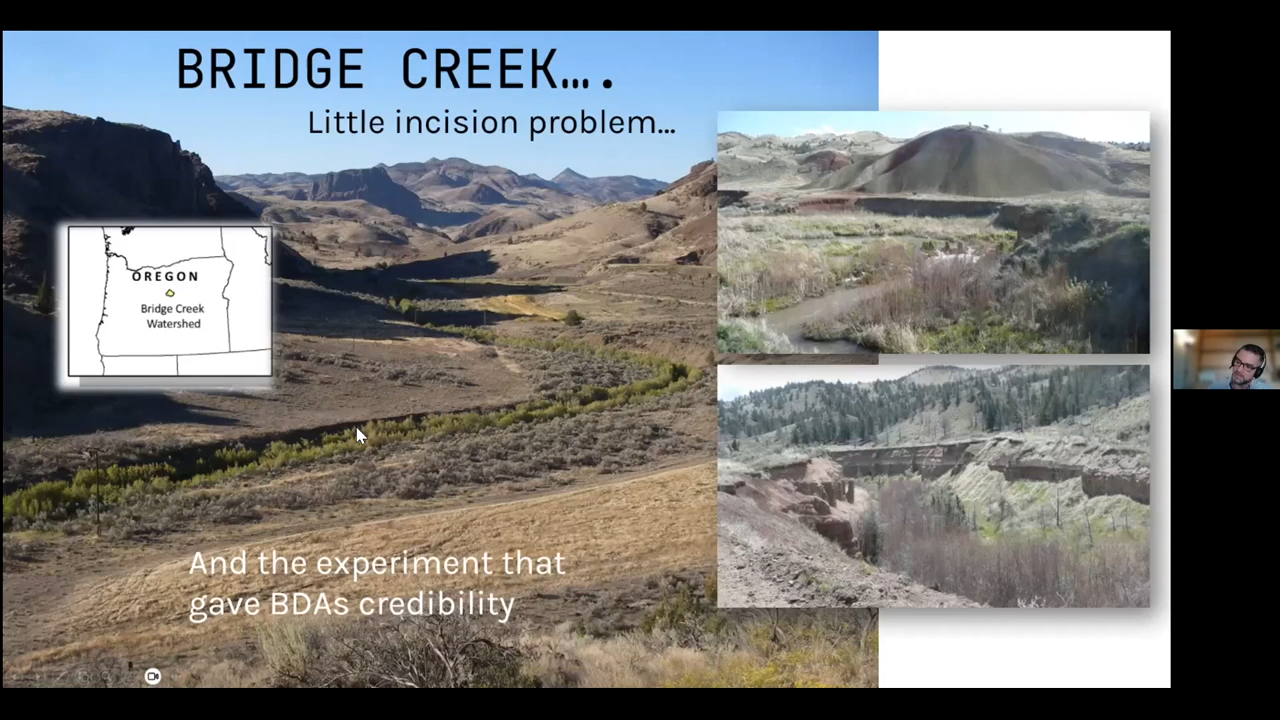 BRIDGE CREEK….
Little incision problem…
OREGON
Bridge Creek
Watershed
And the experiment that
gave BDAs credibility